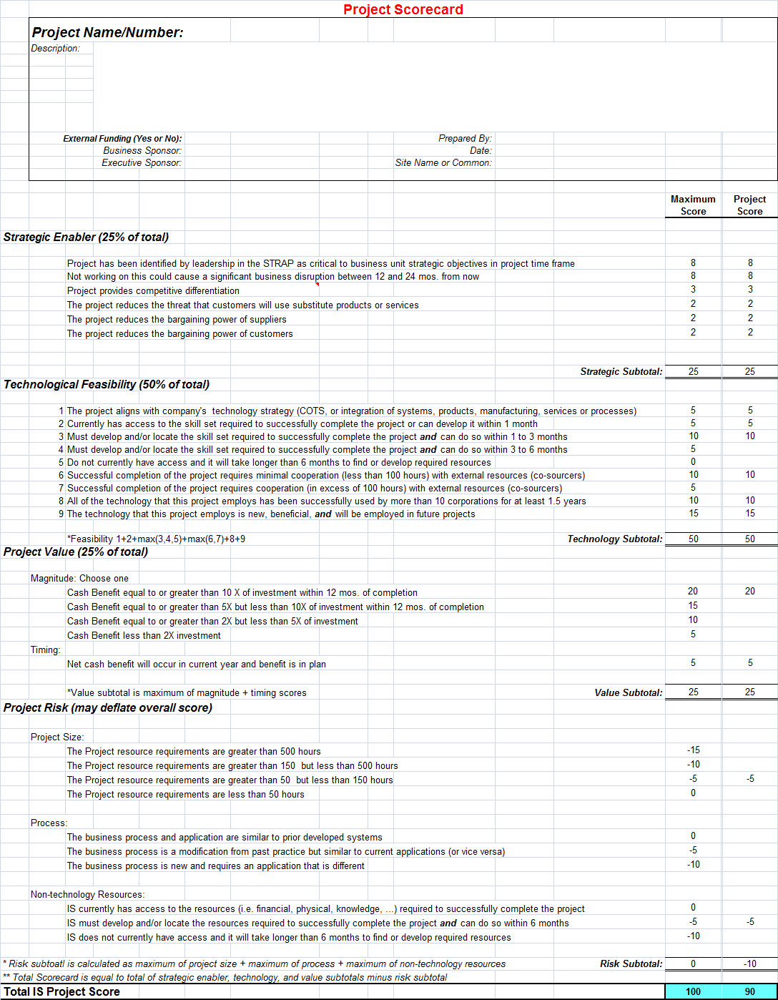 Project Scorecard
Project Name/Number:
Description:
External Funding (Yes or No): Prepared By:
Business Sponsor: Date:
Executive Sponsor: Site Name or Common:
Maximum Project
Score Score
Strategic Enabler (25% of total)
Project has been identified by leadership in the STRAP as critical to business unit strategic objectives in project time frame 8 8
Not working on this could cause a significant business disruption between 12 and 24 mos. from now 8 8
Project provides competitive differentiation 3 3
The project reduces the threat that customers will use substitute products or services 2 2
The project reduces the bargaining power of suppliers 2 2
The project reduces the bargaining power of customers 2 2
Strategic Subtotal: 25 25
Technological Feasibility (50% of total)
1 The project aligns with company's technology strategy (COTS, or integration of systems, products, manufacturing, services or processes) 5 5
2 Currently has access to the skill set required to successfully complete the project or can develop it within 1 month 5 5
3 Must develop and/or locate the skill set required to successfully complete the project and can do so within 1 to 3 months 10 10
4 Must develop and/or locate the skill set required to successfully complete the project and can do so within 3 to 6 months 5
5 Do not currently have access and it will take longer than 6 months to find or develop required resources 0
6 Successful completion of the project requires minimal cooperation (less than 100 hours) with external resources (co-sourcers) 10 10
7 Successful completion of the project requires cooperation (in excess of 100 hours) with external resources (co-sourcers) 5
8 All of the technology that this project employs has been successfully used by more than 10 corporations for at least 1.5 years 10 10
9 The technology that this project employs is new, beneficial, and will be employed in future projects 15 15
*Feasibility 1+2+max(3,4,5)+max(6,7)+8+9 Technology Subtotal: 50 50
Project Value (25% of total)
Magnitude: Choose one
Cash Benefit equal to or greater than 10 X of investment within 12 mos. of completion 20 20
Cash Benefit equal to or greater than 5X but less than 10X of investment within 12 mos. of completion 15
Cash Benefit equal to or greater than 2X but less than 5X of investment 10
Cash Benefit less than 2X investment 5
Timing:
Net cash benefit will occur in current year and benefit is in plan 5 5
*Value subtotal is maximum of magnitude + timing scores Value Subtotal: 25 25
Project Risk (may deflate overall score)
Project Size:
The Project resource requirements are greater than 500 hours -15
The Project resource requirements are greater than 150 but less than 500 hours -10
The Project resource requirements are greater than 50 but less than 150 hours -5 -5
The Project resource requirements are less than 50 hours 0
Process:
The business process and application are similar to prior developed systems 0
The business process is a modification from past practice but similar to current applications (or vice versa) -5
The business process is new and requires an application that is different -10
Non-technology Resources:
IS currently has access to the resources (i.e. financial, physical, knowledge, ...) required to successfully complete the project 0
IS must develop and/or locate the resources required to successfully complete the project and can do so within 6 months -5 -5
IS does not currently have access and it will take longer than 6 months to find or develop required resources -10
* Risk subtoatl is calculated as maximum of project size + maximum of process + maximum of non-technology resources Risk Subtotal: 0 -10
** Total Scorecard is equal to total of strategic enabler, technology, and value subtotals minus risk subtotal
Total IS Project Score 100 90